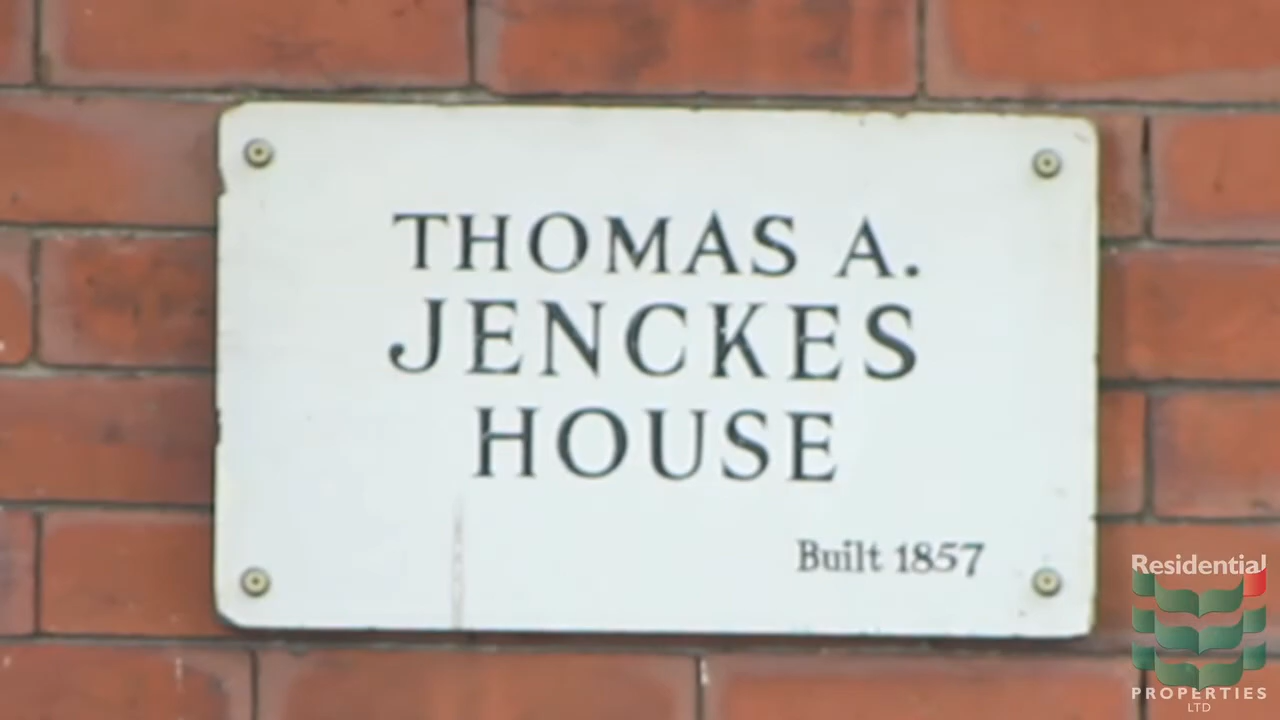 THOMAS A.
JENCKES
HOUSE
Built 1857
Residential
PROPERTIES
LTD